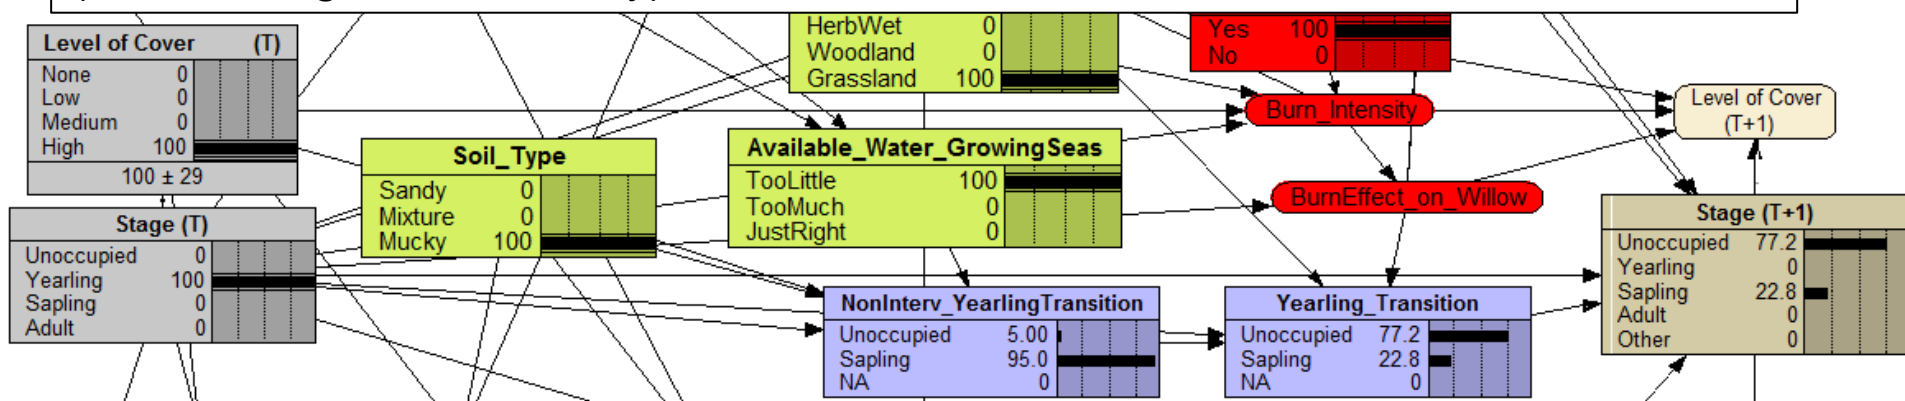 Level of Cover (T)
None 0
Low 0
Medium 0
High 100
100 ± 29
Stage (T)
Unoccupied 0
Yearling 100
Sapling 0
Adult 0
Soil_Type
Sandy 0
Mixture 0
Mucky 100
HerbWet 0
Woodland 0
Grassland 100
Available_Water_GrowingSeas
TooLittle 100
TooMuch 0
JustRight 0
NonInterv_YearlingTransition
Unoccupied 5.00
Sapling 95.0
NA 0
Yes 100
No 0
Burn_Intensity
BurnEffect_on_Willow
Yearling_Transition
Unoccupied 77.2
Sapling 22.8
NA 0
Level of Cover
(T+1)
Stage (T+1)
Unoccupied 77.2
Yearling 0
Sapling 22.8
Adult 0
Other 0